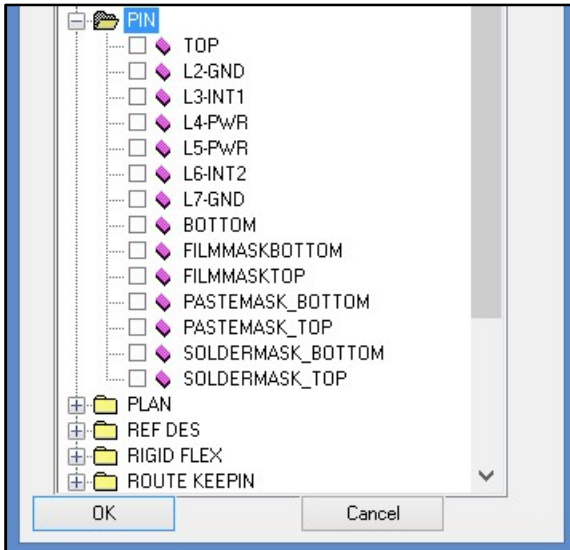 PIN
TOP
L2-GND
L3-INT1
L4-PWR
L5-PWR
L6-INT2
L7-GND
BOTTOM
FILMMASKBOTTOM
FILMMASKTOP
PASTEMASK_BOTTOM
PASTEMASK_TOP
SOLDERMASK_BOTTOM
SOLDERMASK_TOP
PLAN
REF DES
RIGID FLEX
ROUTE KEEPIN
OK Cancel